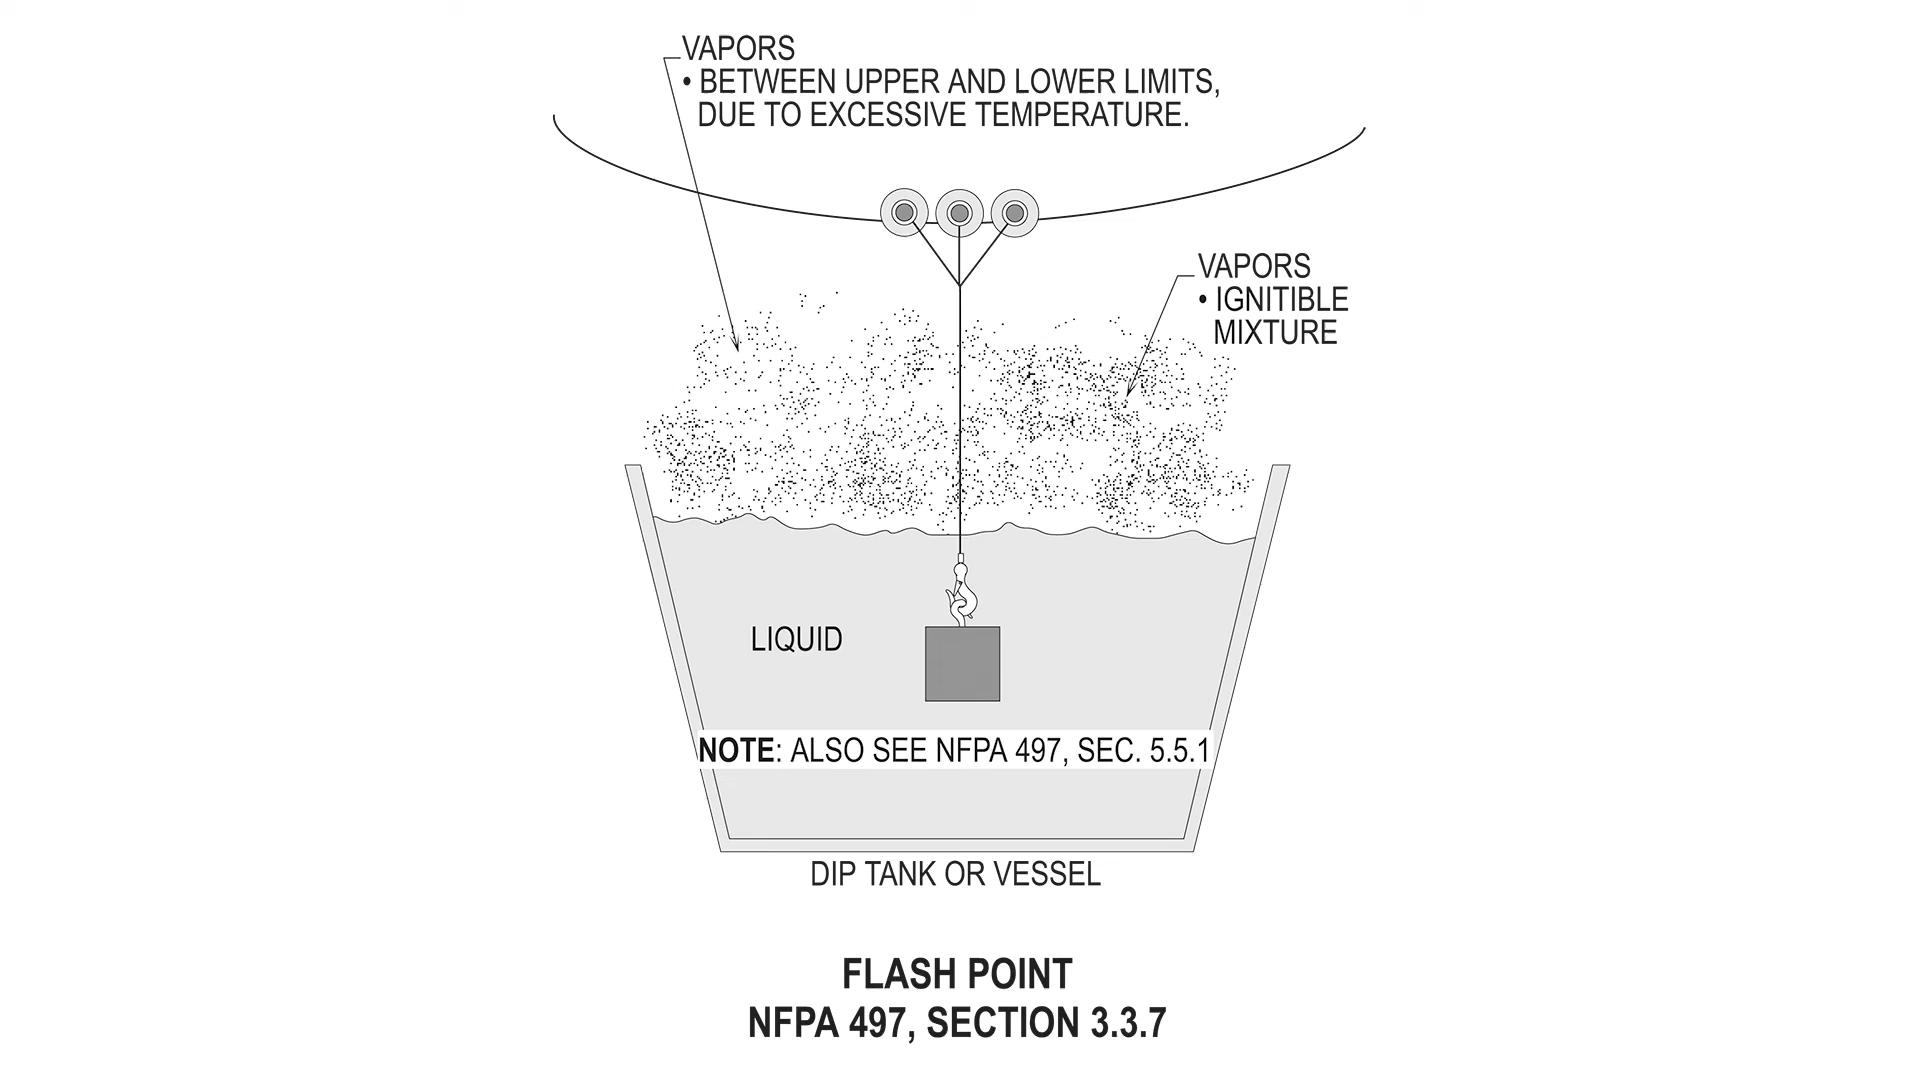 VAPORS
• BETWEEN UPPER AND LOWER LIMITS,
DUE TO EXCESSIVE TEMPERATURE.
VAPORS
• IGNITIBLE
MIXTURE
LIQUID
NOTE: ALSO SEE NFPA 497, SEC. 5.5.1
DIP TANK OR VESSEL
FLASH POINT
NFPA 497, SECTION 3.3.7